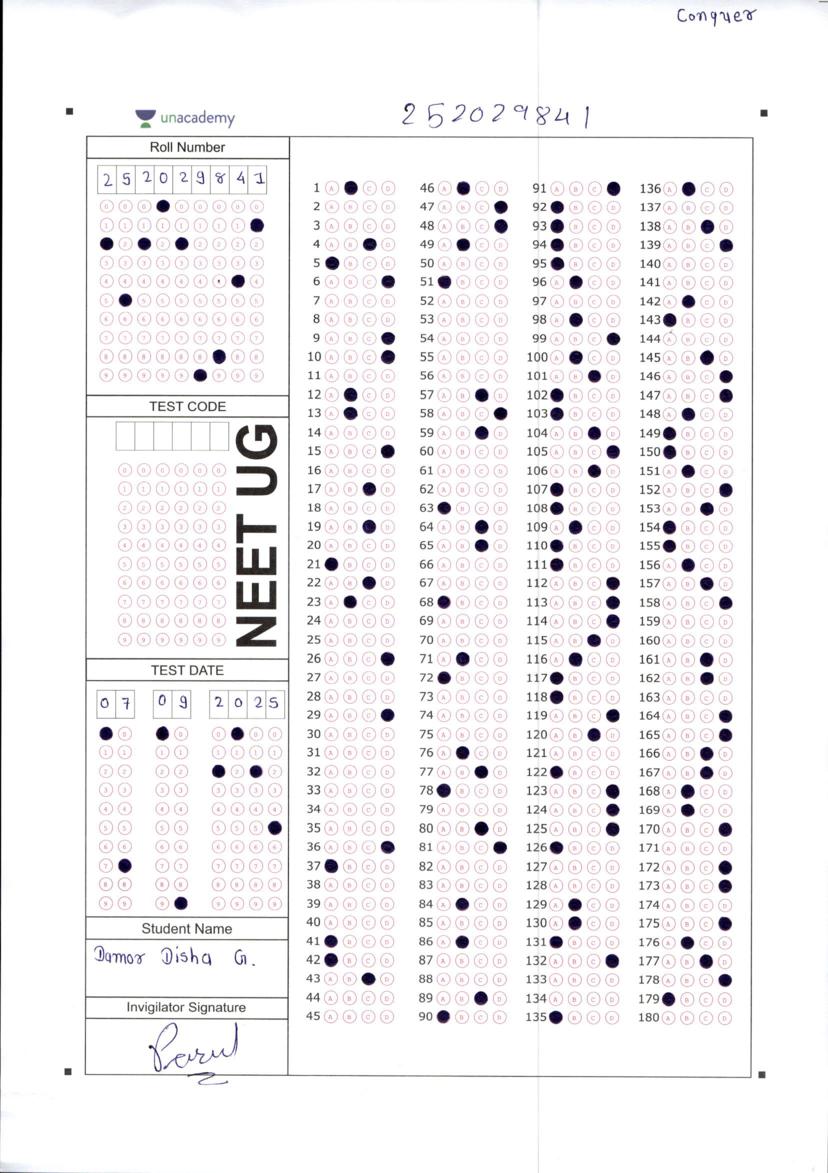 Conquer
unacademy
252029841
Roll Number
2 5 2 0 2 9 8 4 1
TEST CODE
NEET UG
TEST DATE
0 7 0 9 2 0 2 5
Student Name
Damor Disha G.
Invigilator Signature
Parul
1 A C D 46 A C D 91 A B C 136 A C D
2 A B C D 47 A B C 92 B C D 137 A B C D
3 A B C D 48 A B C 93 B C D 138 A B D
4 A B D 49 A C D 94 B C D 139 A B C
5 B C D 50 A B C D 95 B C D 140 A B C D
6 A B C 51 B C D 96 A C D 141 A B C D
7 A B C D 52 A B C D 97 A B C D 142 A C D
8 A B C D 53 A B C D 98 A C D 143 B C D
9 A B C 54 A B C D 99 A B C 144 A B C D
10 A B C 55 A B C D 100 A C D 145 A B D
11 A B C D 56 A B C D 101 A B D 146 A B C
12 A C D 57 A B D 102 B C D 147 A B C
13 A C D 58 A B C 103 B C D 148 A C D
14 A B C D 59 A B D 104 A B D 149 B C D
15 A B C 60 A B C D 105 A B C 150 B C D
16 A B C D 61 A B C D 106 A B D 151 A C D
17 A B D 62 A B C D 107 B C D 152 A B C
18 A B C D 63 B C D 108 B C D 153 A B D
19 A B D 64 A B D 109 A C D 154 B C D
20 A B C D 65 A B D 110 B C D 155 B C D
21 B C D 66 A B C D 111 B C D 156 A C D
22 A B D 67 A B C D 112 A B C 157 A B D
23 A C D 68 B C D 113 A B C 158 A B C
24 A B C D 69 A B C D 114 A B C 159 A B C D
25 A B C D 70 A B C D 115 A B D 160 A B C D
26 A B C 71 A C D 116 A C D 161 A B D
27 A B C D 72 B C D 117 B C D 162 A B D
28 A B C D 73 A B C D 118 B C D 163 A B C D
29 A B C 74 A B C D 119 A B C 164 A B C
30 A B C D 75 A B C D 120 A B D 165 A B C
31 A B C D 76 A C D 121 A B C D 166 A B D
32 A B C D 77 A B D 122 B C D 167 A B D
33 A B C D 78 B C D 123 A B C 168 A C D
34 A B C D 79 A B C D 124 A B C 169 A C D
35 A B C D 80 A B D 125 A B C 170 A B C
36 A B C 81 A B C 126 B C D 171 A B C D
37 B C D 82 A B C D 127 A B C D 172 A B C
38 A B C D 83 A B C D 128 A B C D 173 A B C
39 A B C D 84 A C D 129 A C D 174 A B C D
40 A B C D 85 A B C D 130 A C D 175 A B C
41 B C D 86 A C D 131 B C D 176 A C D
42 B C D 87 A B C D 132 A B C 177 A B D
43 A B D 88 A B C D 133 A B C D 178 A B C
44 A B C D 89 A B D 134 A B C D 179 B C D
45 A B C D 90 B C D 135 B C D 180 A B C D